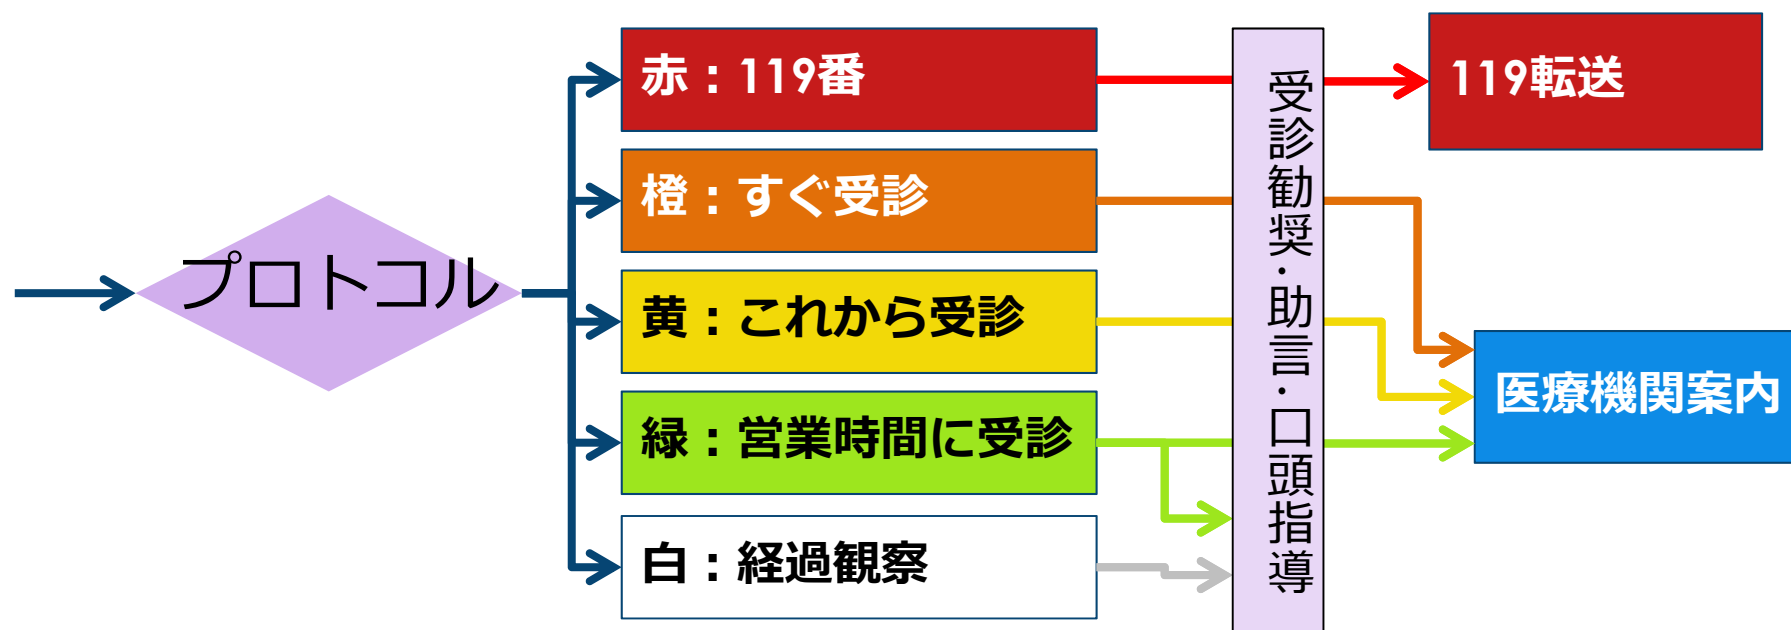 プロトコル
赤：119番
橙：すぐ受診
黄：これから受診
緑：営業時間に受診
白：経過観察
受診勧奨・助言・口頭指導
119転送
医療機関案内